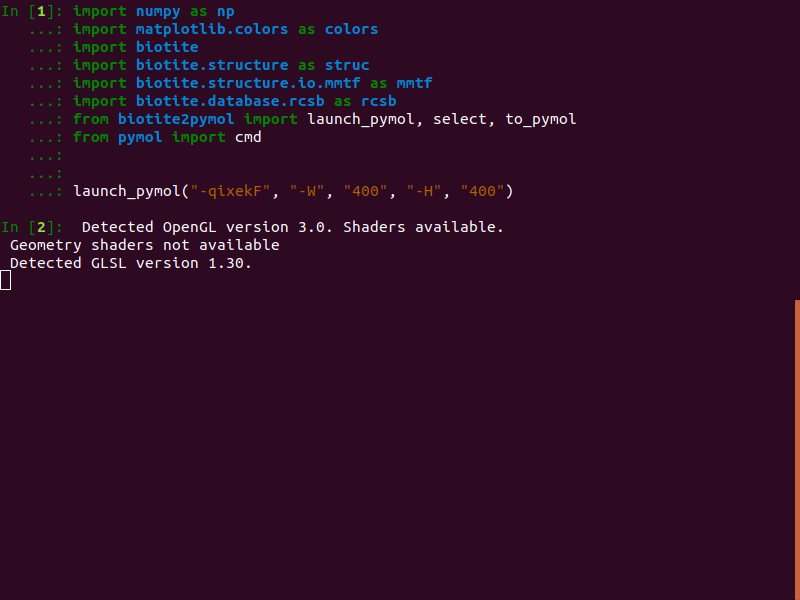 In [1]: import numpy as np
   ...: import matplotlib.colors as colors
   ...: import biotite
   ...: import biotite.structure as struc
   ...: import biotite.structure.io.mmtf as mmtf
   ...: import biotite.database.rcsb as rcsb
   ...: from biotite2pymol import launch_pymol, select, to_pymol
   ...: from pymol import cmd
   ...:
   ...:
   ...: launch_pymol("-qixekF", "-W", "400", "-H", "400")
In [2]:  Detected OpenGL version 3.0. Shaders available.
 Geometry shaders not available
 Detected GLSL version 1.30.